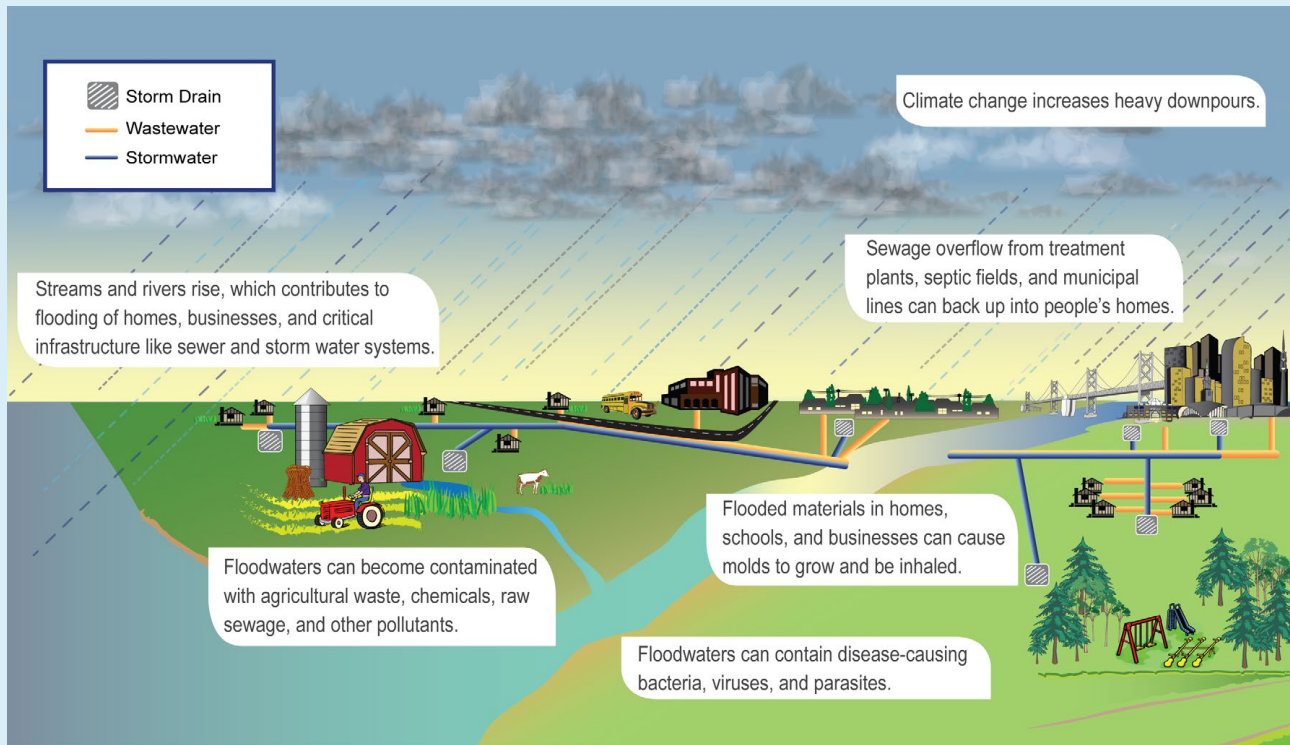 Storm Drain
Wastewater
Stormwater
Climate change increases heavy downpours.
Sewage overflow from treatment
plants, septic fields, and municipal
lines can back up into people's homes.
Streams and rivers rise, which contributes to
flooding of homes, businesses, and critical
infrastructure like sewer and storm water systems.
Flooded materials in homes,
schools, and businesses can cause
molds to grow and be inhaled.
Floodwaters can become contaminated
with agricultural waste, chemicals, raw
sewage, and other pollutants.
Floodwaters can contain disease-causing
bacteria, viruses, and parasites.